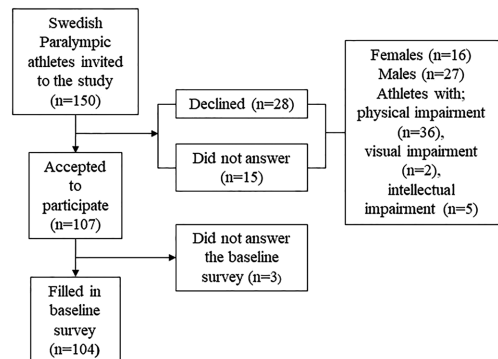 Swedish
Paralympic
athletes invited
to the study
(n=150)
Declined (n=28)
Did not answer
(n=15)
Females (n=16)
Males (n=27)
Athletes with;
physical impairment
(n=36),
visual impairment
(n=2),
intellectual
impairment (n=5)
Accepted
to
participate
(n=107)
Did not answer
the baseline
survey (n=3)
Filled in
baseline
survey
(n=104)